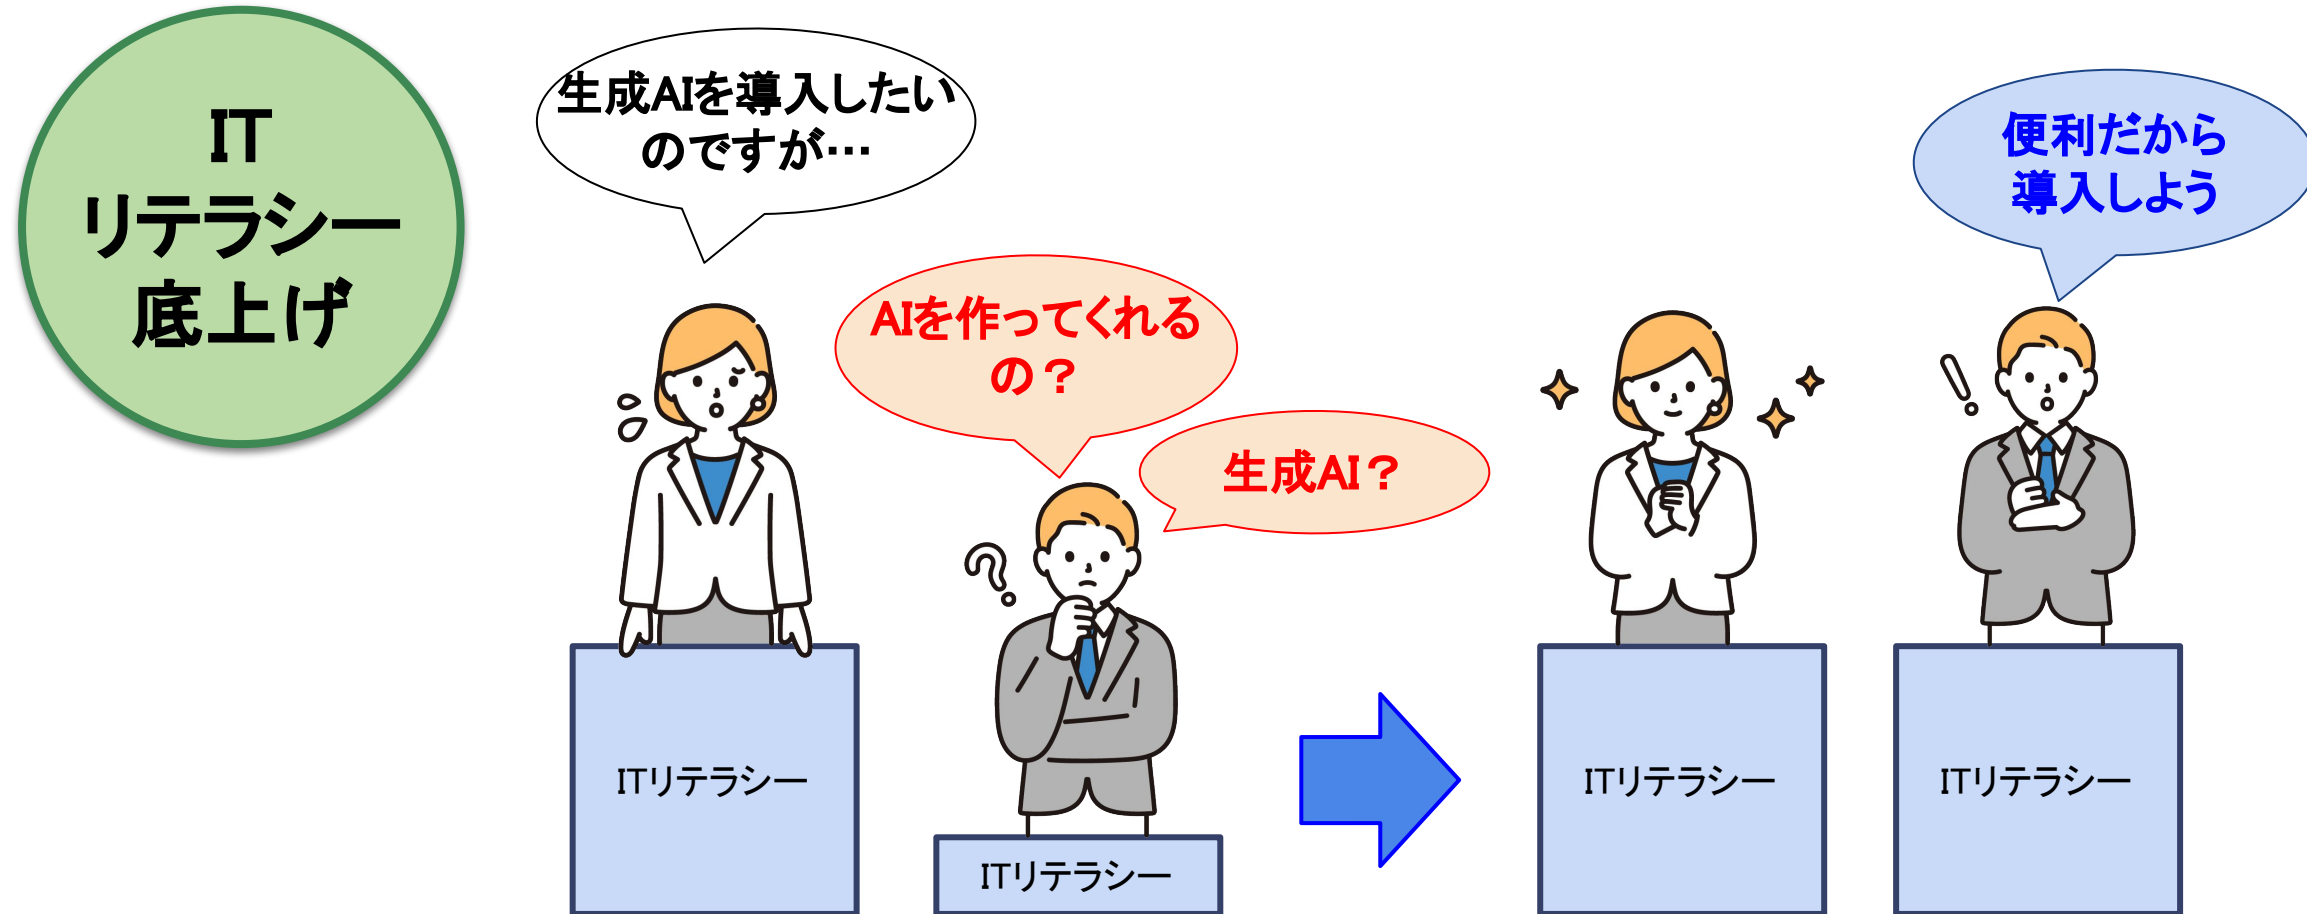 IT
リテラシー
底上げ
生成AIを導入したい
のですが…
AIを作ってくれる
の？
生成AI？
便利だから
導入しよう
ITリテラシー
ITリテラシー
ITリテラシー
ITリテラシー